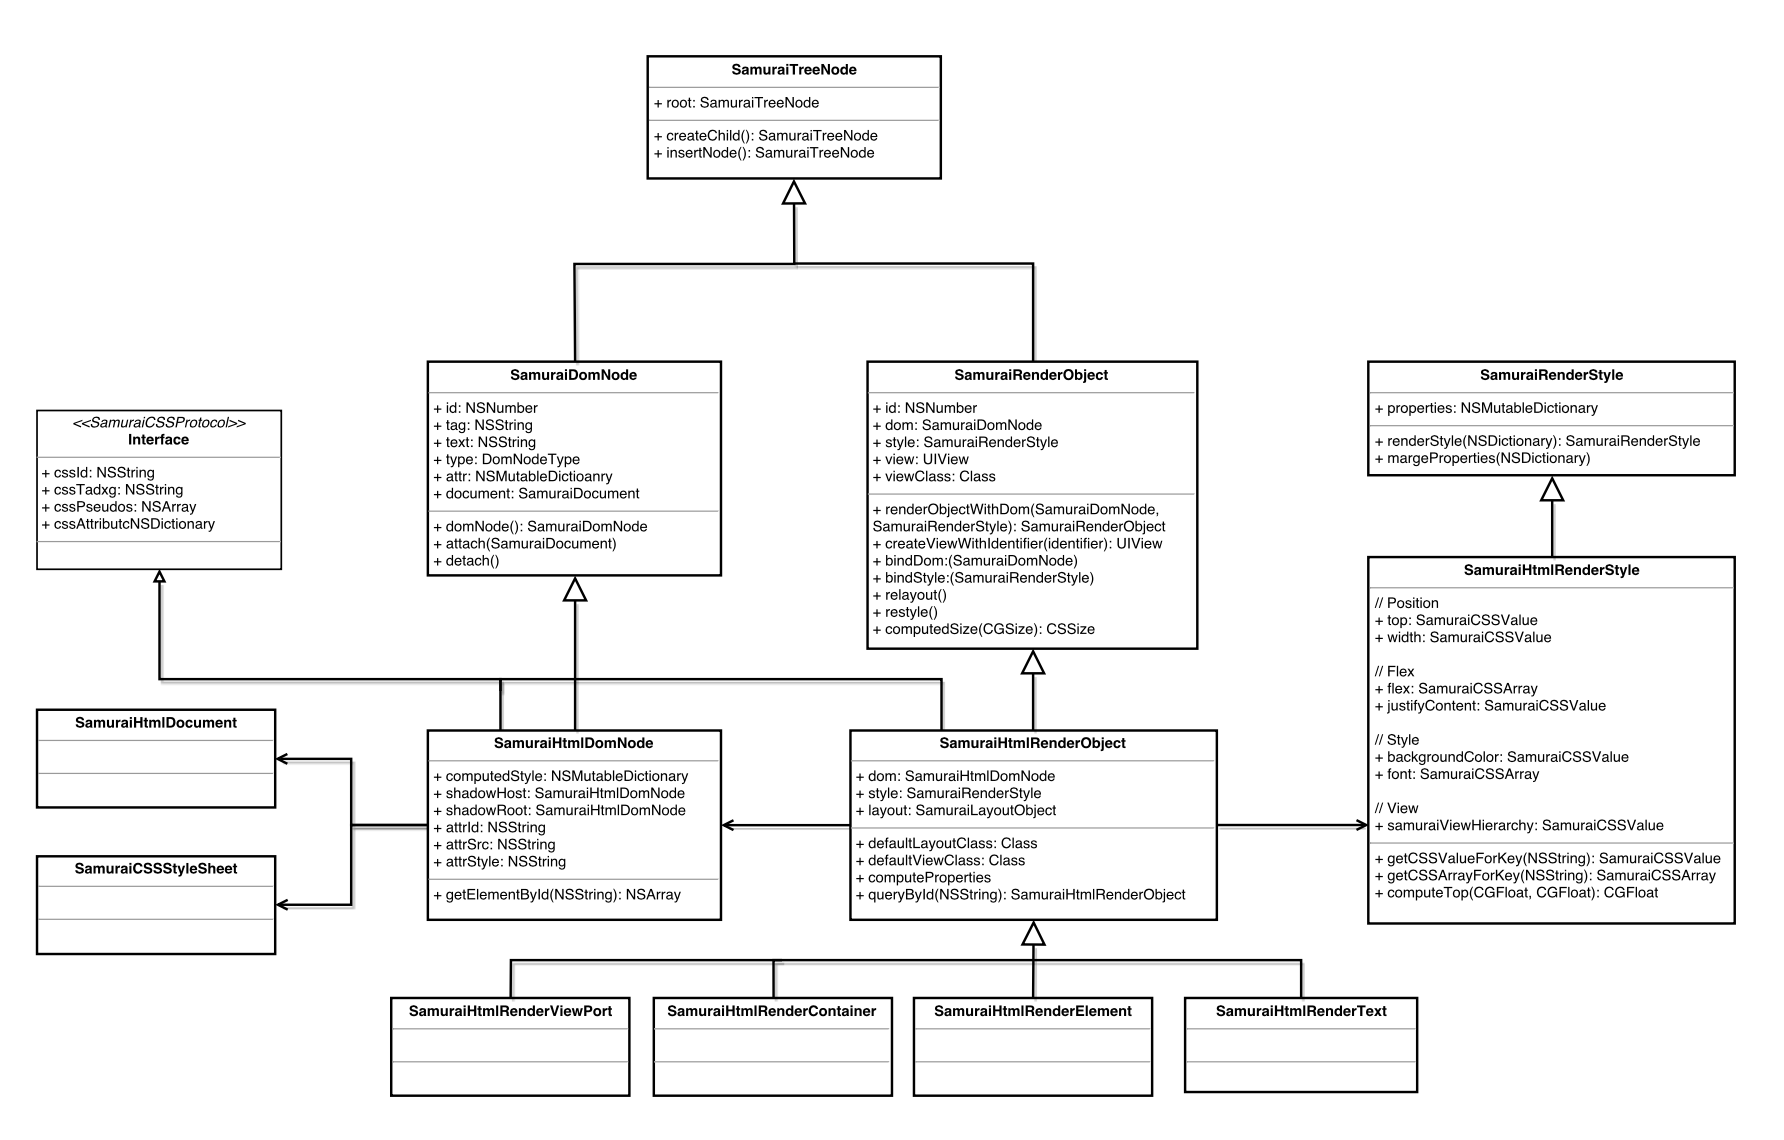 SamuraiTreeNode
+ root: SamuraiTreeNode
+ createChild(): SamuraiTreeNode
+ insertNode(): SamuraiTreeNode
SamuraiDomNode
+ id: NSNumber
+ tag: NSString
+ text: NSString
+ type: DomNodeType
+ attr: NSMutableDictioanry
+ document: SamuraiDocument
+ domNode(): SamuraiDomNode
+ attach(SamuraiDocument)
+ detach()
SamuraiRenderObject
+ id: NSNumber
+ dom: SamuraiDomNode
+ style: SamuraiRenderStyle
+ view: UIView
+ viewClass: Class
+ renderObjectWithDom(SamuraiDomNode,
SamuraiRenderStyle): SamuraiRenderObject
+ createViewWithIdentifier(identifier): UIView
+ bindDom:(SamuraiDomNode)
+ bindStyle:(SamuraiRenderStyle)
+ relayout()
+ restyle()
+ computedSize(CGSize): CSSize
SamuraiRenderStyle
+ properties: NSMutableDictionary
+ renderStyle(NSDictionary): SamuraiRenderStyle
+ margeProperties(NSDictionary)
<<SamuraiCSSProtocol>>
Interface
+ cssId: NSString
+ cssTadxg: NSString
+ cssPseudos: NSArray
+ cssAttributcNSDictionary
SamuraiHtmlRenderStyle
// Position
+ top: SamuraiCSSValue
+ width: SamuraiCSSValue
// Flex
+ flex: SamuraiCSSArray
+ justifyContent: SamuraiCSSValue
// Style
+ backgroundColor: SamuraiCSSValue
+ font: SamuraiCSSArray
// View
+ samuraiViewHierarchy: SamuraiCSSValue
+ getCSSValueForKey(NSString): SamuraiCSSValue
+ getCSSArrayForKey(NSString): SamuraiCSSArray
+ computeTop(CGFloat, CGFloat): CGFloat
SamuraiHtmlDocument
SamuraiCSSStyleSheet
SamuraiHtmlDomNode
+ computedStyle: NSMutableDictionary
+ shadowHost: SamuraiHtmlDomNode
+ shadowRoot: SamuraiHtmlDomNode
+ attrId: NSString
+ attrSrc: NSString
+ attrStyle: NSString
+ getElementById(NSString): NSArray
SamuraiHtmlRenderObject
+ dom: SamuraiHtmlDomNode
+ style: SamuraiRenderStyle
+ layout: SamuraiLayoutObject
+ defaultLayoutClass: Class
+ defaultViewClass: Class
+ computeProperties
+ queryById(NSString): SamuraiHtmlRenderObject
SamuraiHtmlRenderViewPort
SamuraiHtmlRenderContainer
SamuraiHtmlRenderElement
SamuraiHtmlRenderText